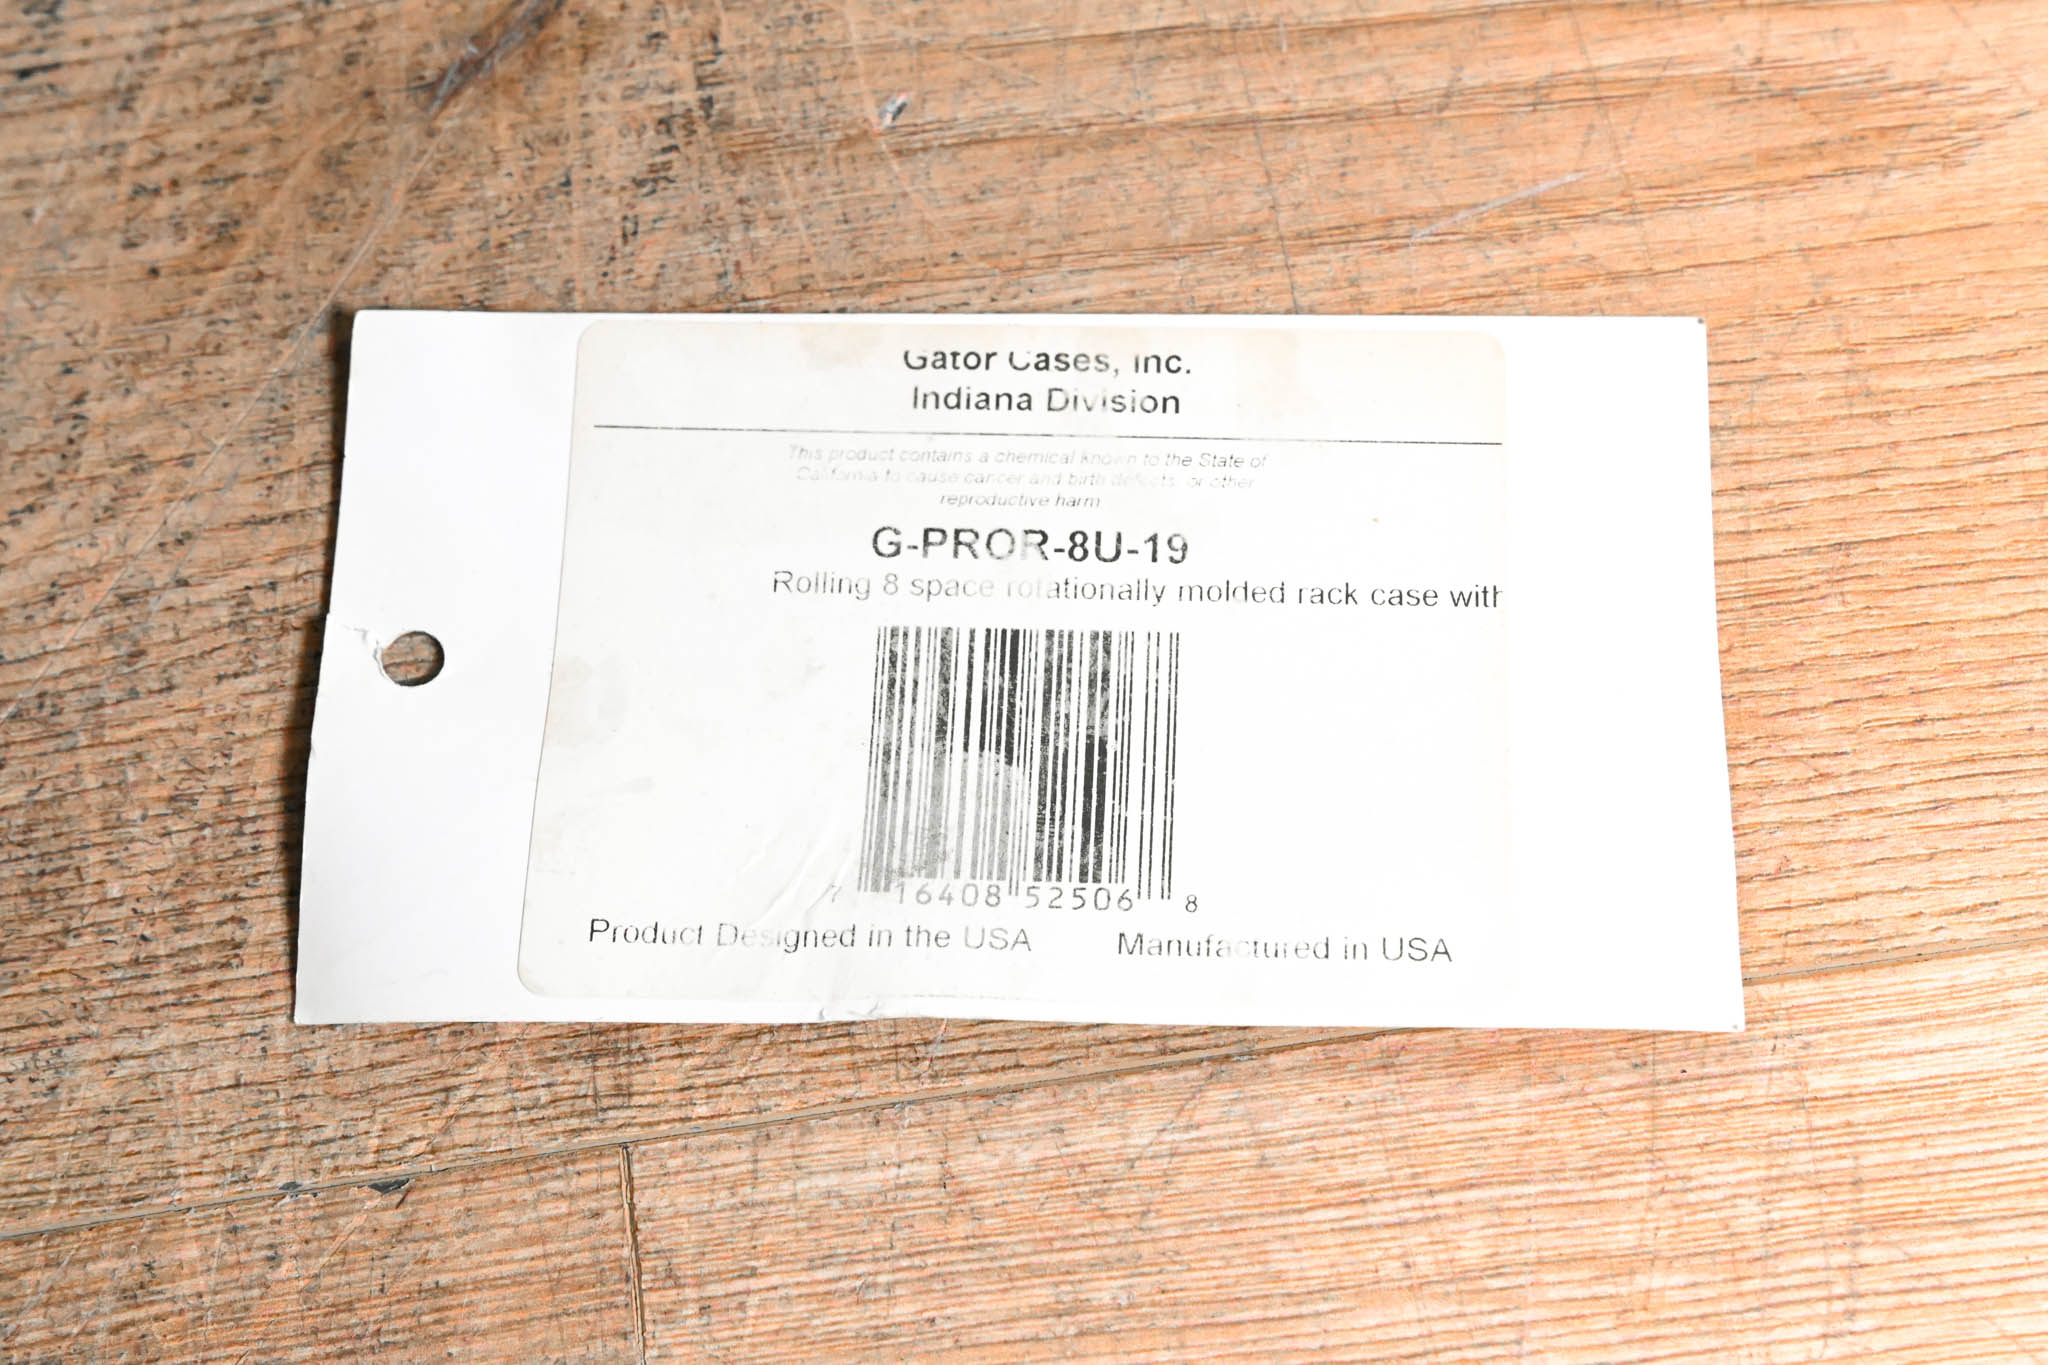 Gator Cases, Inc.
Indiana Division
This product contains a chemical known to the State of
California to cause cancer and birth defects, or other
reproductive harm
G-PROR-8U-19
Rolling 8 space rotationally molded rack case with
7 16408 52506 8
Product Designed in the USA Manufactured in USA